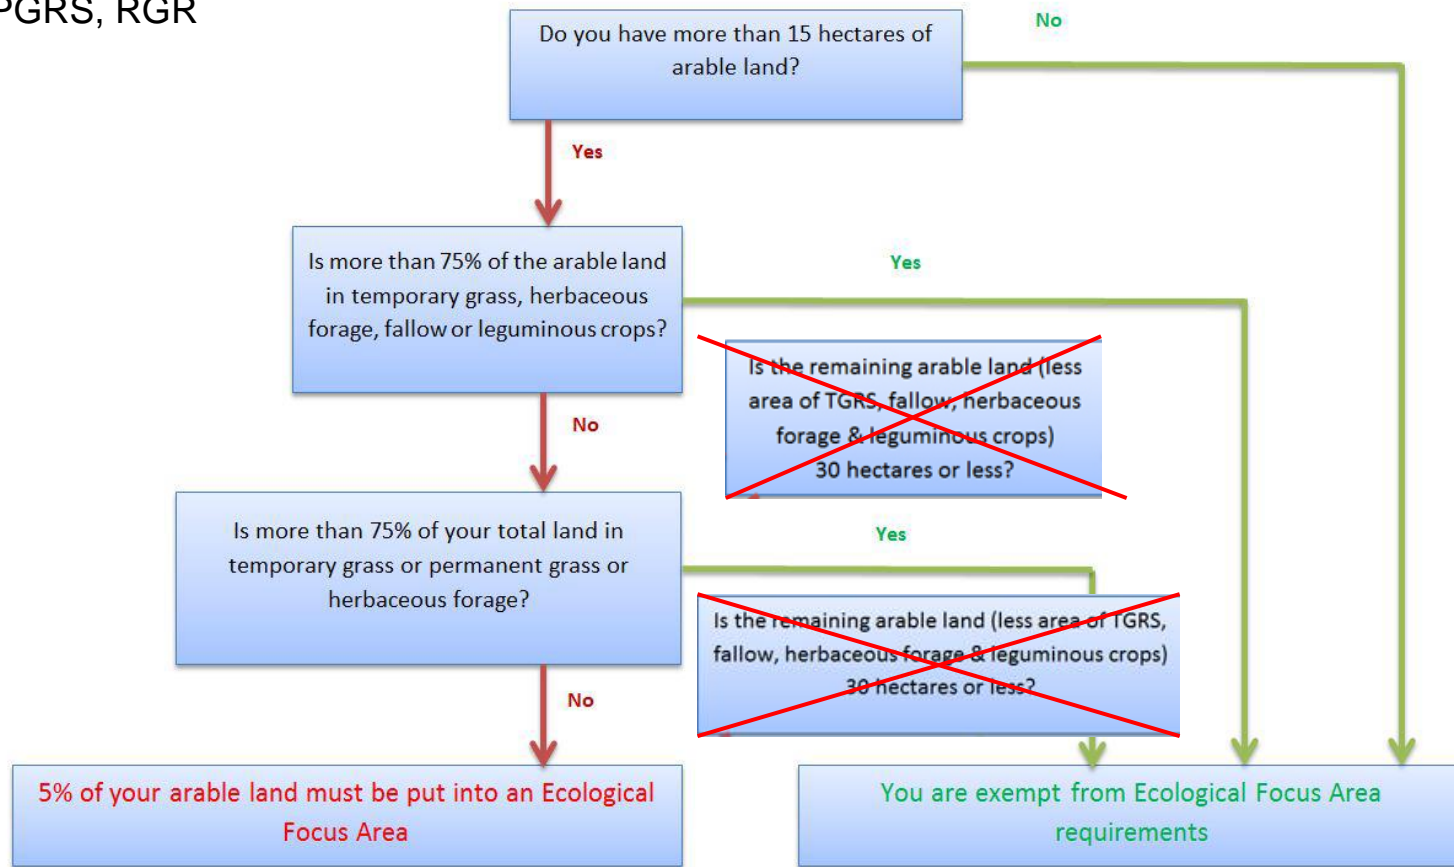 PGRS, RGR
Do you have more than 15 hectares of
arable land?
No
Yes
Is more than 75% of the arable land
in temporary grass, herbaceous
forage, fallow or leguminous crops?
Yes
Is the remaining arable land (less
area of TGRS, fallow, herbaceous
forage & leguminous crops)
30 hectares or less?
No
Is more than 75% of your total land in
temporary grass or permanent grass or
herbaceous forage?
Yes
Is the remaining arable land (less area of TGRS,
fallow, herbaceous forage & leguminous crops)
30 hectares or less?
No
5% of your arable land must be put into an Ecological
Focus Area
You are exempt from Ecological Focus Area
requirements